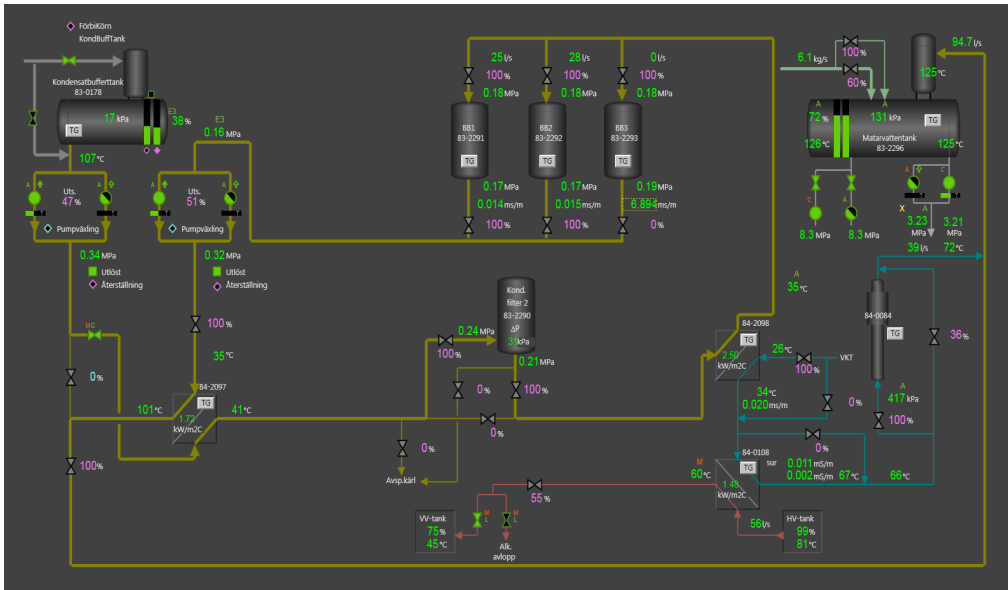 FörbiKörn
KondBuffTank
Kondensatbufferttank
83-0178
17 kPa
TG
E3
38 %
E3
0.16 MPa
107 °C
A
A
Uts.
47 %
Pumpväxling
A
A
Uts.
51 %
Pumpväxling
0.34 MPa
Utlöst
Återställning
0.32 MPa
Utlöst
Återställning
MC
0 %
100 %
35 °C
84-2097
101 °C
TG
1.72
kW/m2C
41 °C
100 %
25 l/s
28 l/s
0 l/s
100 %
100 %
100 %
0.18 MPa
0.18 MPa
0.18 MPa
BB1
83-2291
TG
BB2
83-2292
TG
BB3
83-2293
TG
0.17 MPa
0.17 MPa
0.19 MPa
0.014 ms/m
0.015 ms/m
6.894 ms/m
100 %
100 %
0 %
Kond.
filter 2
83-2290
ΔP
31 kPa
0.24 MPa
100 %
0.21 MPa
0 %
100 %
0 %
0 %
Avsp.kärl
6.1 kg/s
100 %
60 %
94.7 l/s
125 °C
A
72 %
A
131 kPa
TG
Matarvattentank
83-2296
126 °C
125 °C
A
A
C
A
8.3 MPa
8.3 MPa
A
C
X
A
3.23
MPa
3.21
MPa
39 l/s
72 °C
A
35 °C
84-0084
TG
36 %
A
417 kPa
100 %
84-2098
TG
2.50
kW/m2C
26 °C
100 %
VKT
34 °C
0.020 ms/m
0 %
0 %
84-0108
TG
1.48
kW/m2C
sur
0.011 mS/m
0.002 mS/m
67 °C
66 °C
M
60 °C
55 %
56 l/s
VV-tank
75 %
45 °C
M
L
M
L
Alk.
avlopp
HV-tank
99 %
81 °C